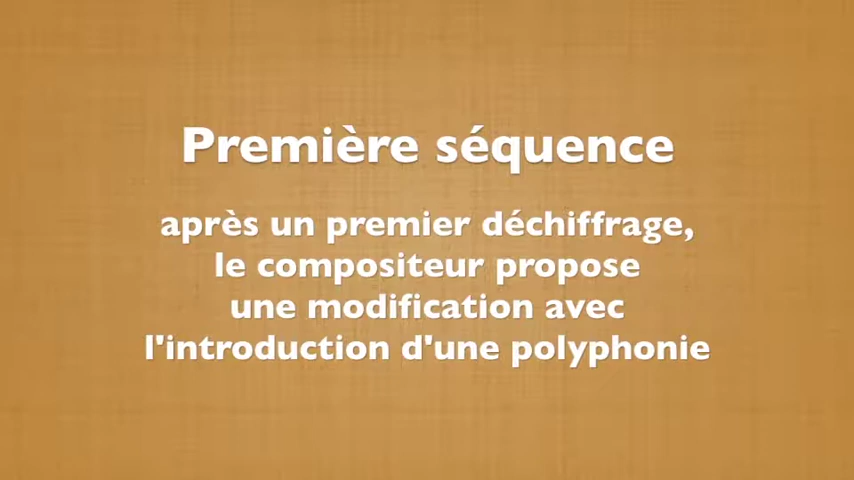 Première séquence
après un premier déchiffrage,
le compositeur propose
une modification avec
l'introduction d'une polyphonie